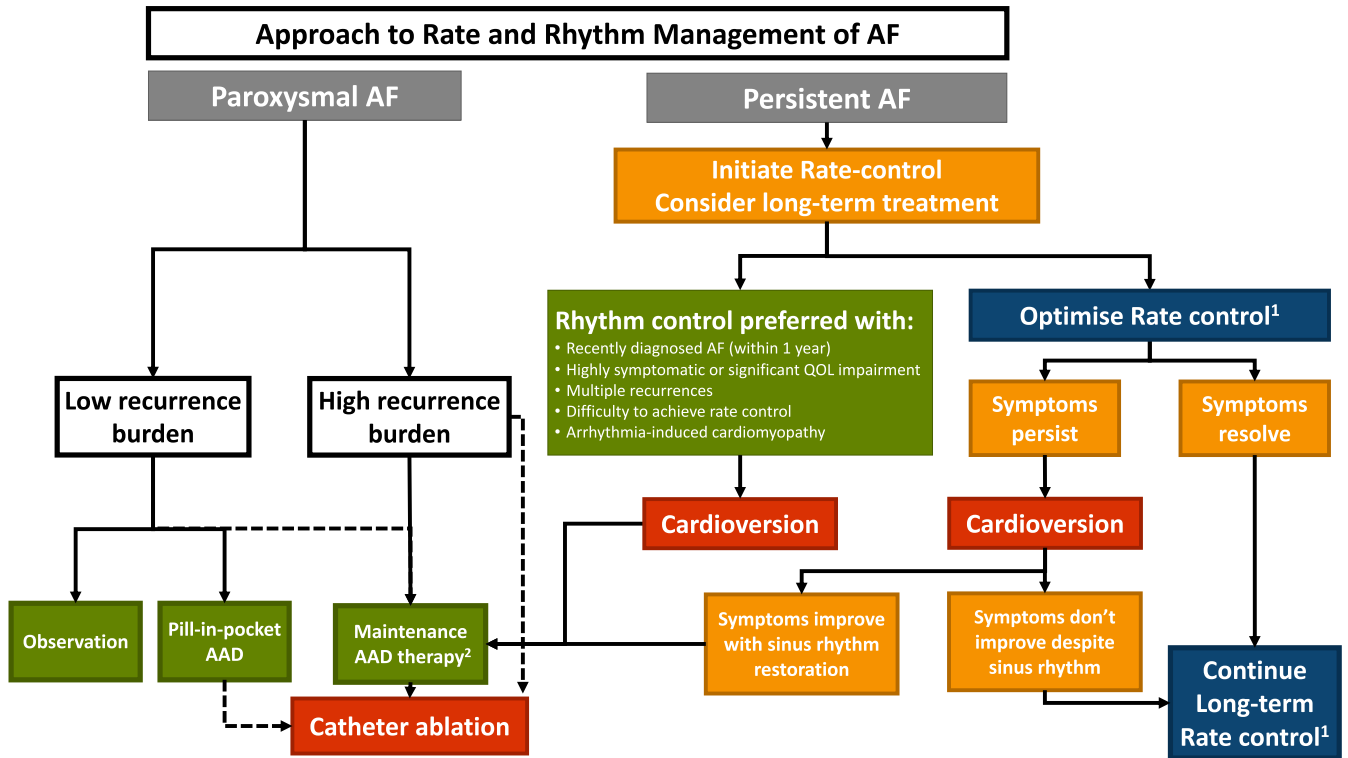 Approach to Rate and Rhythm Management of AF
Paroxysmal AF
Persistent AF
Initiate Rate-control
Consider long-term treatment
Rhythm control preferred with:
• Recently diagnosed AF (within 1 year)
• Highly symptomatic or significant QOL impairment
• Multiple recurrences
• Difficulty to achieve rate control
• Arrhythmia-induced cardiomyopathy
Optimise Rate control¹
Low recurrence
burden
High recurrence
burden
Symptoms
persist
Symptoms
resolve
Cardioversion
Cardioversion
Observation
Pill-in-pocket
AAD
Maintenance
AAD therapy²
Symptoms improve
with sinus rhythm
restoration
Symptoms don't
improve despite
sinus rhythm
Continue
Long-term
Rate control¹
Catheter ablation